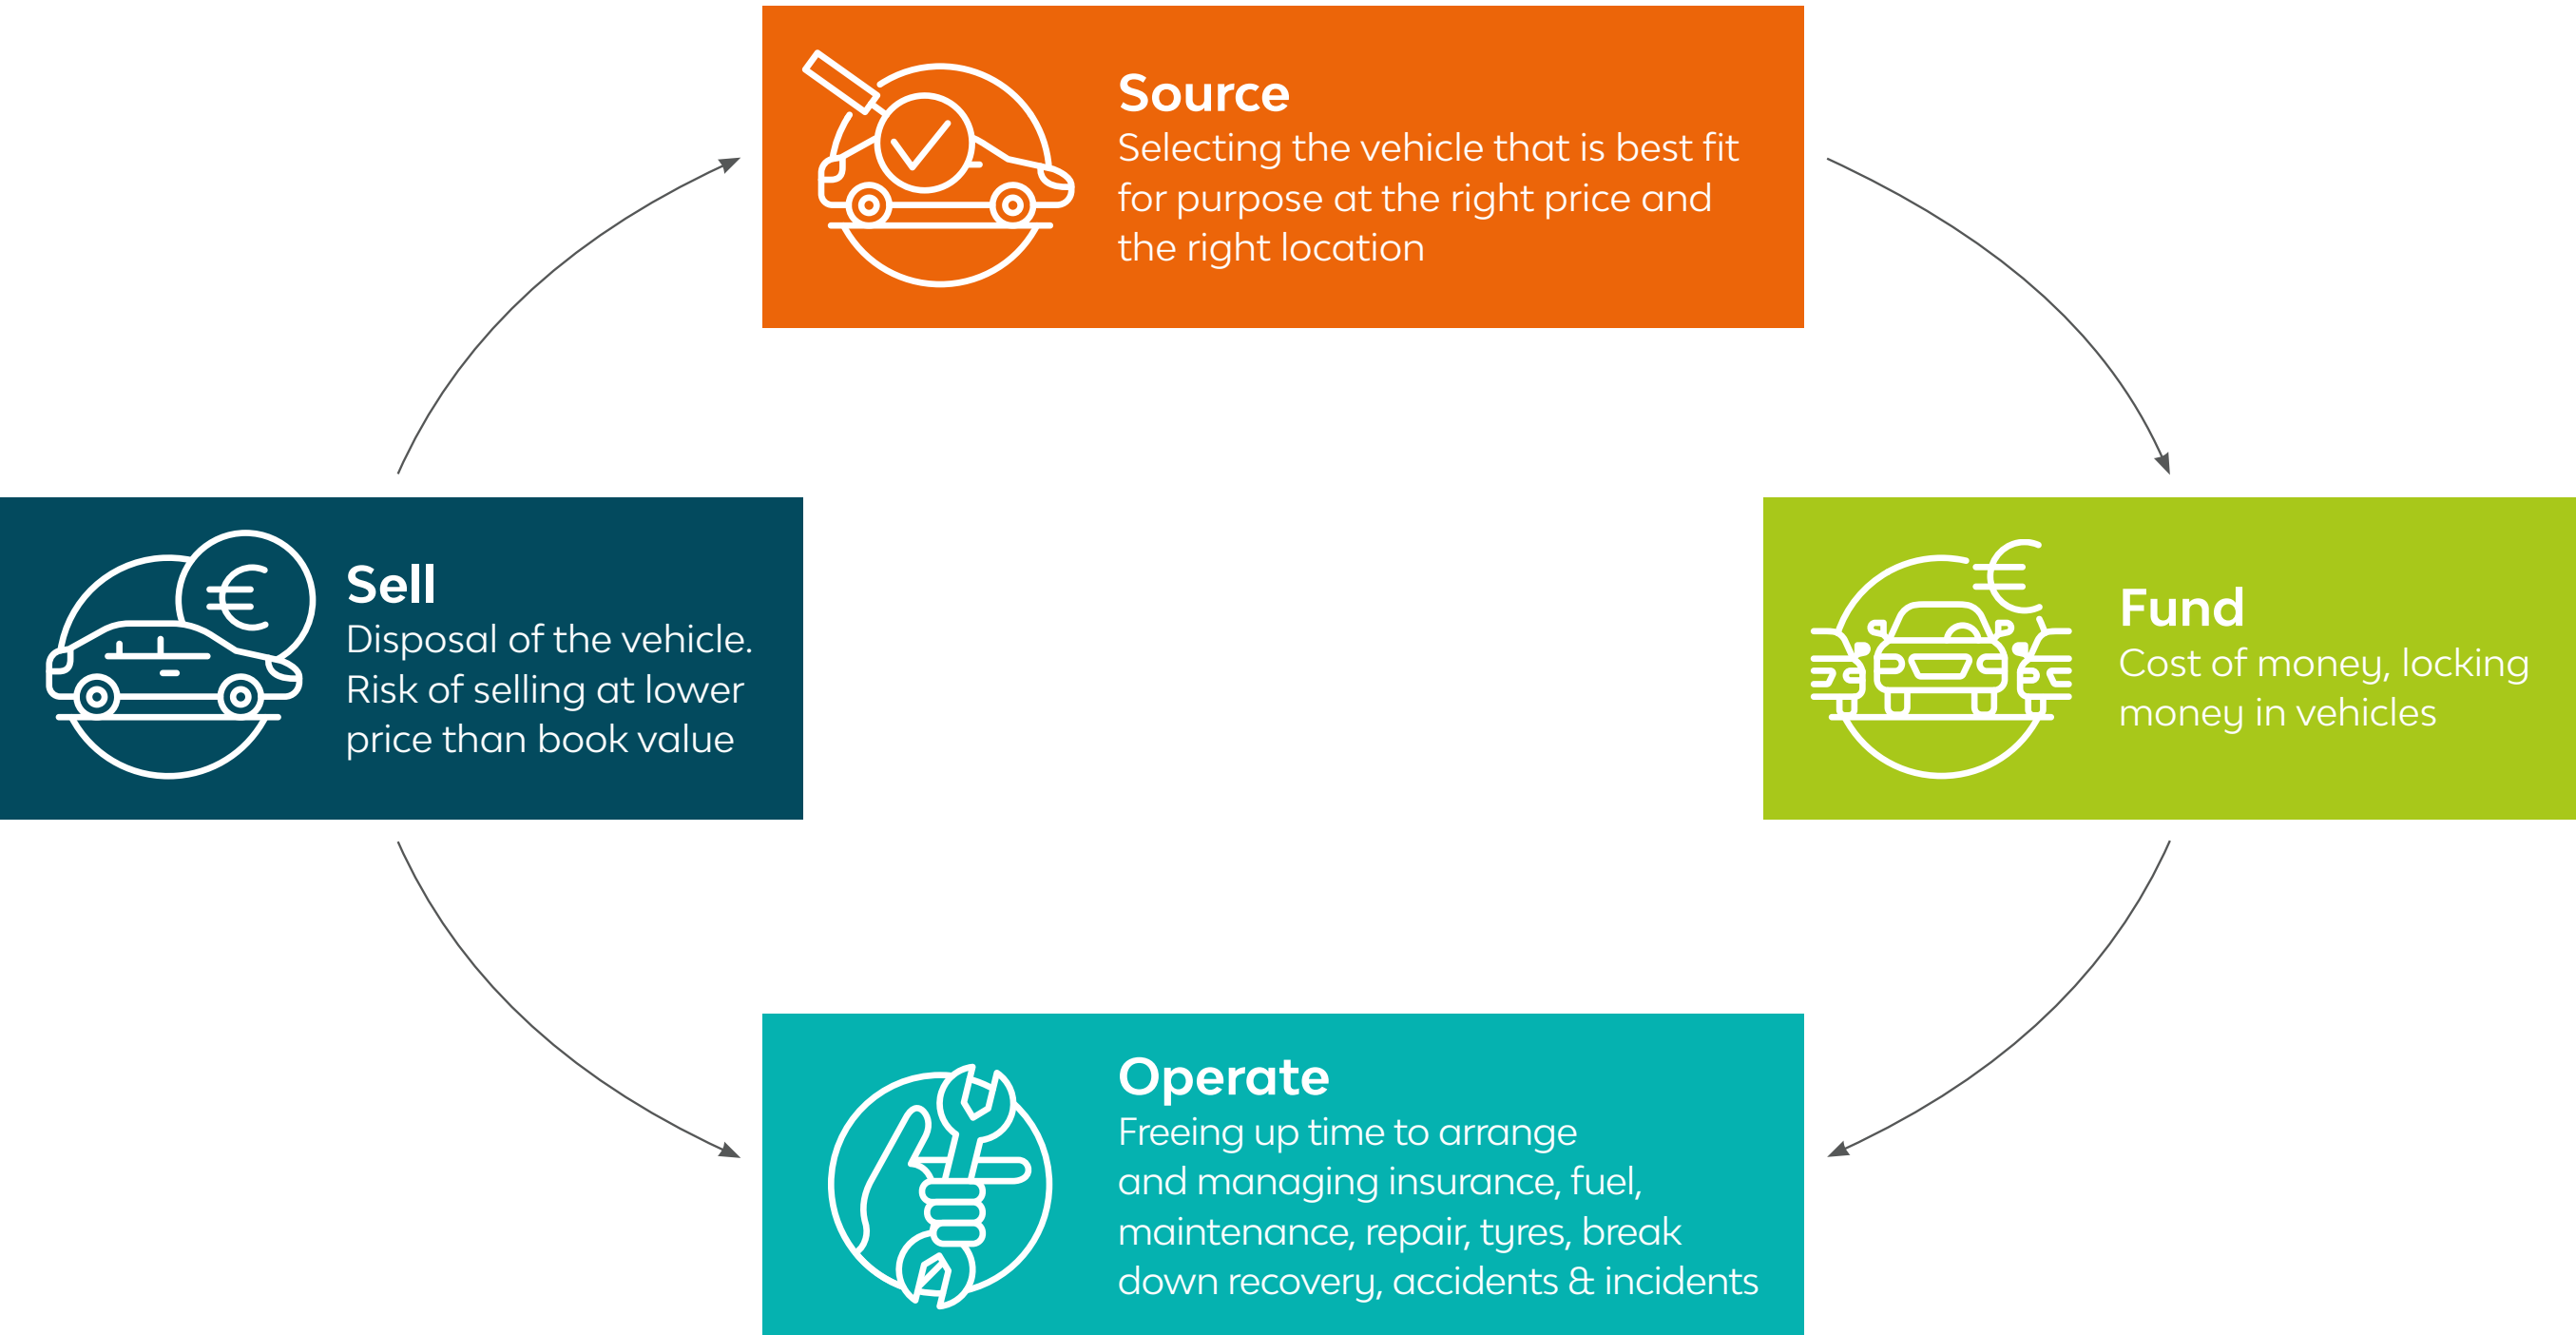 Source
Selecting the vehicle that is best fit
for purpose at the right price and
the right location
Sell
Disposal of the vehicle.
Risk of selling at lower
price than book value
€
€
Fund
Cost of money, locking
money in vehicles
Operate
Freeing up time to arrange
and managing insurance, fuel,
maintenance, repair, tyres, break
down recovery, accidents & incidents